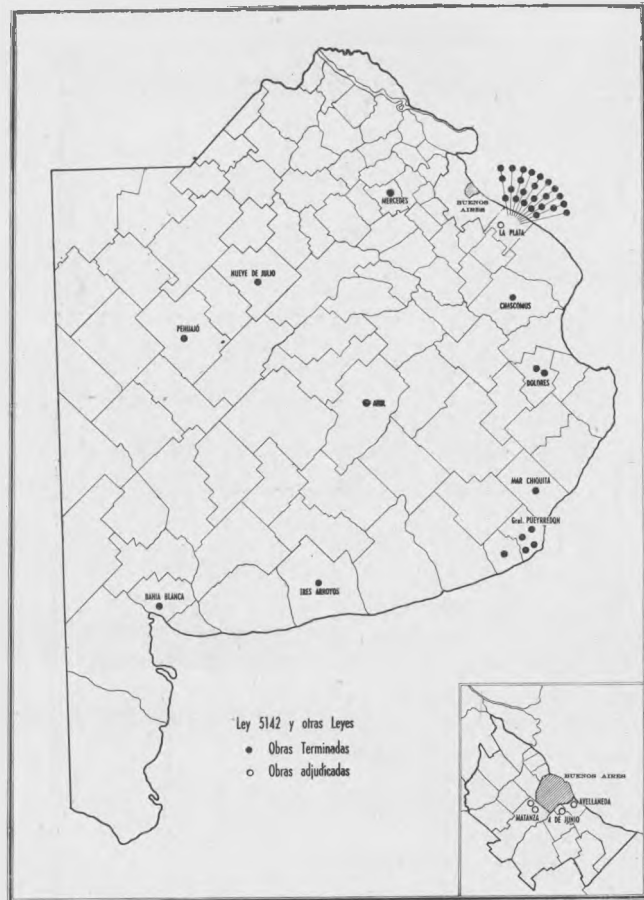 MERCEDES
BUENOS
AIRES
LA PLATA
NUEVE DE JULIO
CHASCOMUS
PEHUAJÓ
DOLORES
AZUL
MAR CHIQUITA
Gral. PUEYRREDON
TRES ARROYOS
BAHIA BLANCA
Ley 5142 y otras Leyes
Obras Terminadas
Obras adjudicadas
BUENOS AIRES
AVELLANEDA
MATANZA
4 DE JUNIO